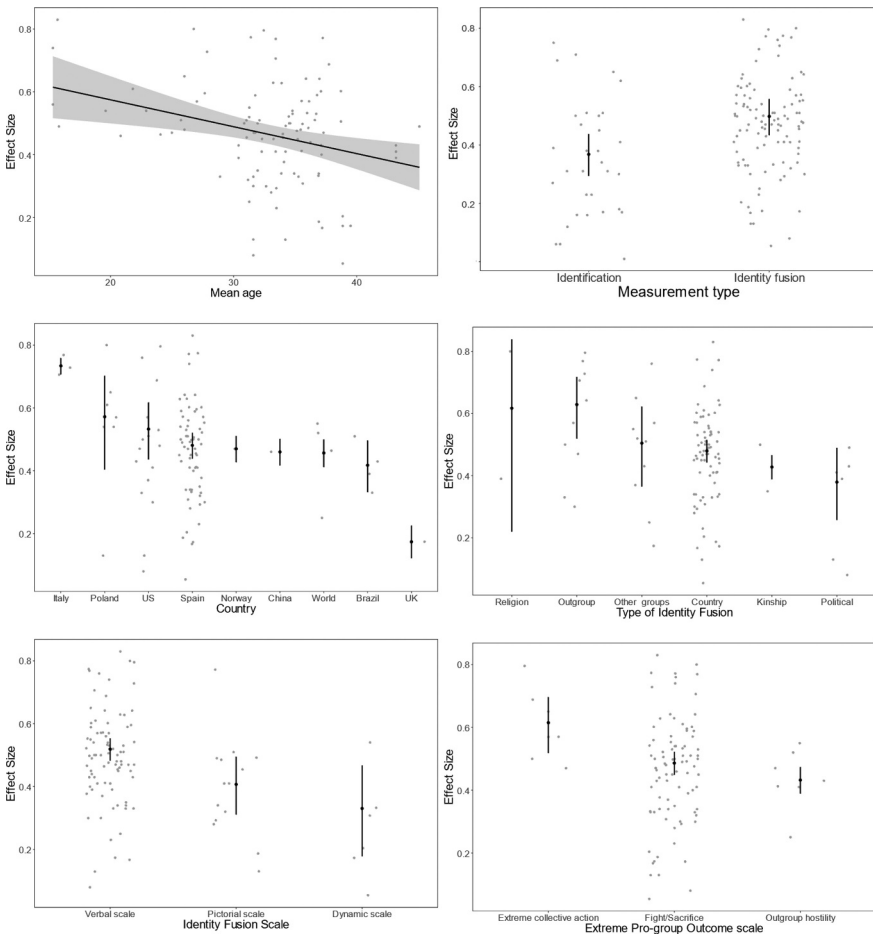 0.8
0.6
0.4
0.2
Effect Size
20
30
40
Mean age
0.8
0.6
0.4
0.2
Effect Size
Identification
Identity fusion
Measurement type
0.8
0.6
0.4
0.2
Effect Size
Italy
Poland
US
Spain
Norway
China
World
Brazil
UK
Country
0.8
0.6
0.4
0.2
Effect Size
Religion
Outgroup
Other groups
Country
Kinship
Political
Type of Identity Fusion
0.8
0.6
0.4
0.2
Effect Size
Verbal scale
Pictorial scale
Dynamic scale
Identity Fusion Scale
0.8
0.6
0.4
0.2
Effect Size
Extreme collective action
Fight/Sacrifice
Outgroup hostility
Extreme Pro-group Outcome scale